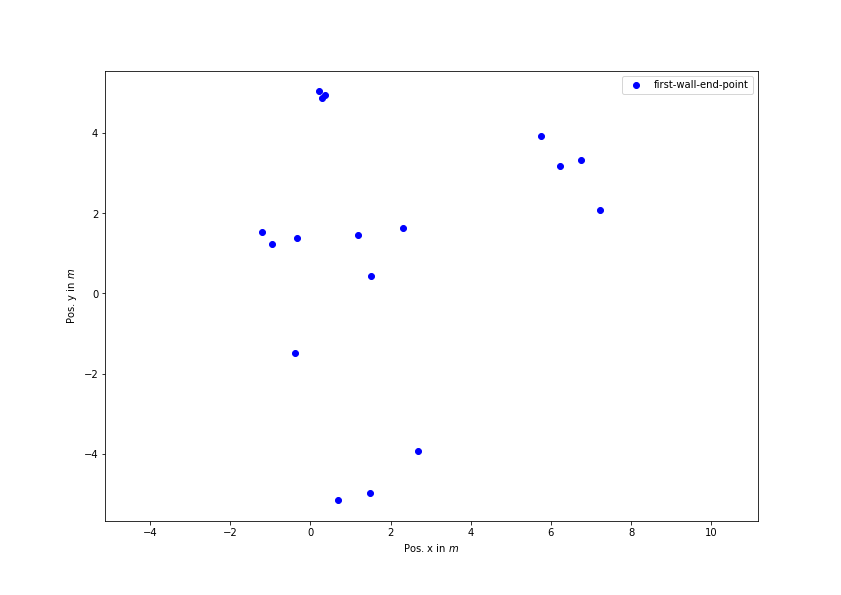 first-wall-end-point
4
2
0
−2
−4
Pos. y in m
−4 −2 0 2 4 6 8 10
Pos. x in m